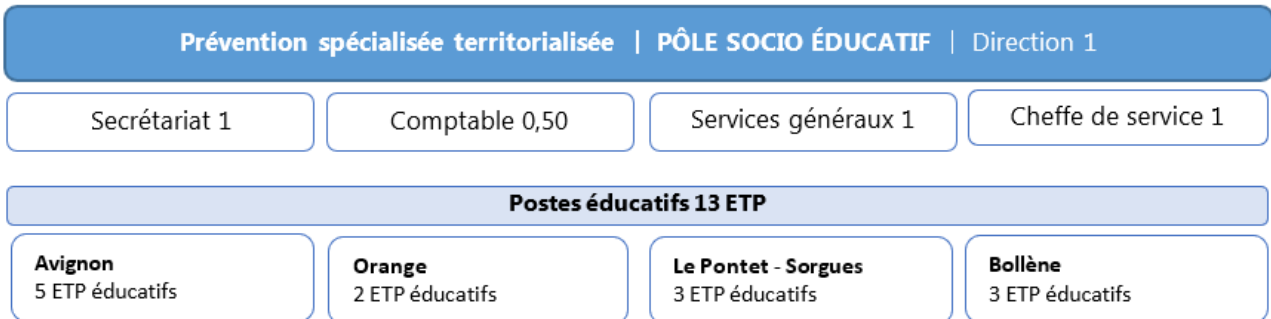 Prévention spécialisée territorialisée | PÔLE SOCIO ÉDUCATIF | Direction 1
Secrétariat 1
Comptable 0,50
Services généraux 1
Cheffe de service 1
Postes éducatifs 13 ETP
Avignon
5 ETP éducatifs
Orange
2 ETP éducatifs
Le Pontet - Sorgues
3 ETP éducatifs
Bollène
3 ETP éducatifs